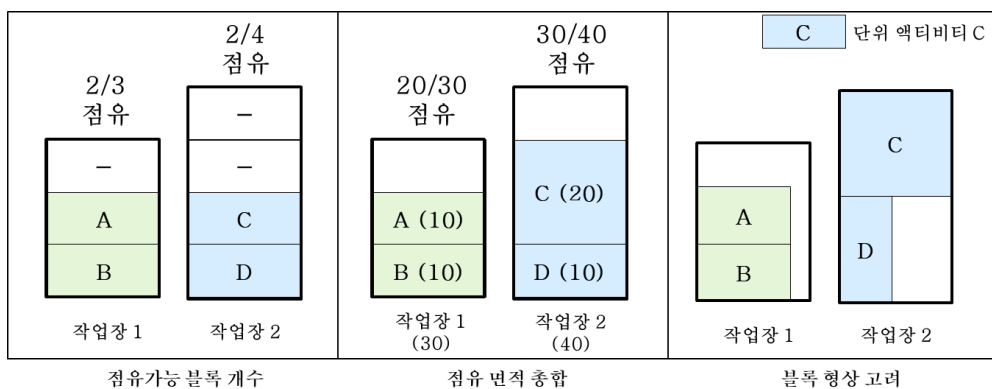 2/3
점유
–
A
B
작업장 1
2/4
점유
–
–
C
D
작업장 2
점유가능 블록 개수
20/30
점유
A (10)
B (10)
작업장 1
(30)
30/40
점유
C (20)
D (10)
작업장 2
(40)
점유 면적 총합
C 단위 액티비티 C
A
B
작업장 1
C
D
작업장 2
블록 형상 고려